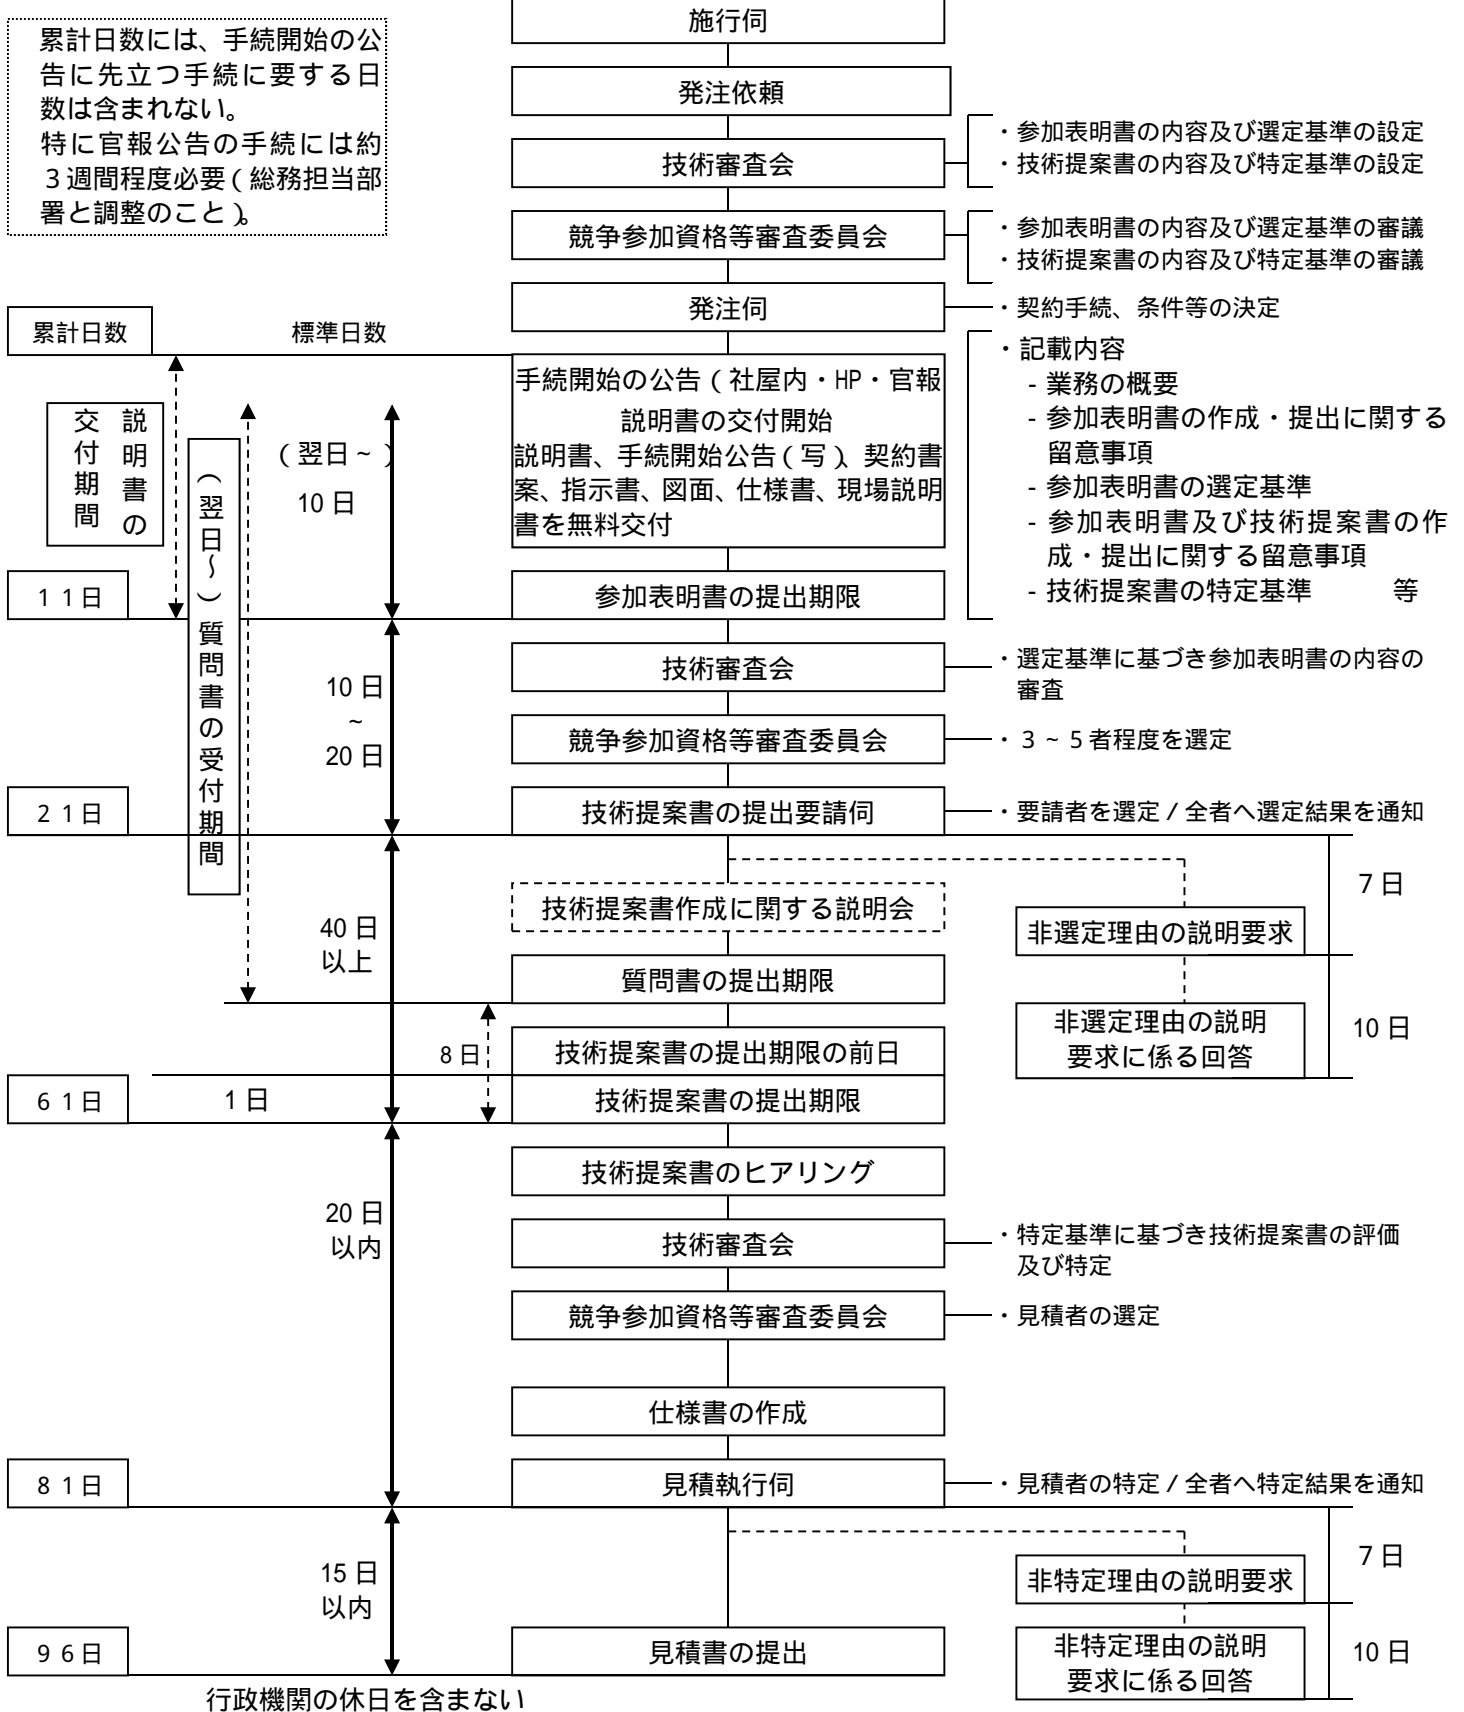 施行伺
累計日数には、手続開始の公
告に先立つ手続に要する日
数は含まれない。
特に官報公告の手続には約
３週間程度必要（総務担当部
署と調整のこと）。
発注依頼
技術審査会
・参加表明書の内容及び選定基準の設定
・技術提案書の内容及び特定基準の設定
競争参加資格等審査委員会
・参加表明書の内容及び選定基準の審議
・技術提案書の内容及び特定基準の審議
発注伺
・契約手続、条件等の決定
累計日数
標準日数
手続開始の公告（社屋内・HP・官報
説明書の交付開始
説明書、手続開始公告（写）、契約書
案、指示書、図面、仕様書、現場説明
書を無料交付
・記載内容
- 業務の概要
- 参加表明書の作成・提出に関する
留意事項
- 参加表明書の選定基準
- 参加表明書及び技術提案書の作
成・提出に関する留意事項
- 技術提案書の特定基準　　　等
説明書の
交付期間
（翌日～）質問書の受付期間
（翌日～）
10日
１１日
参加表明書の提出期限
10日
～
20日
技術審査会
・選定基準に基づき参加表明書の内容の
審査
競争参加資格等審査委員会
・３～５者程度を選定
２１日
技術提案書の提出要請伺
・要請者を選定/全者へ選定結果を通知
7日
技術提案書作成に関する説明会
非選定理由の説明要求
40日
以上
質問書の提出期限
非選定理由の説明
要求に係る回答
10日
8日
技術提案書の提出期限の前日
６１日
1日
技術提案書の提出期限
技術提案書のヒアリング
20日
以内
技術審査会
・特定基準に基づき技術提案書の評価
及び特定
競争参加資格等審査委員会
・見積者の選定
仕様書の作成
８１日
見積執行伺
・見積者の特定/全者へ特定結果を通知
7日
非特定理由の説明要求
15日
以内
９６日
見積書の提出
非特定理由の説明
要求に係る回答
10日
行政機関の休日を含まない